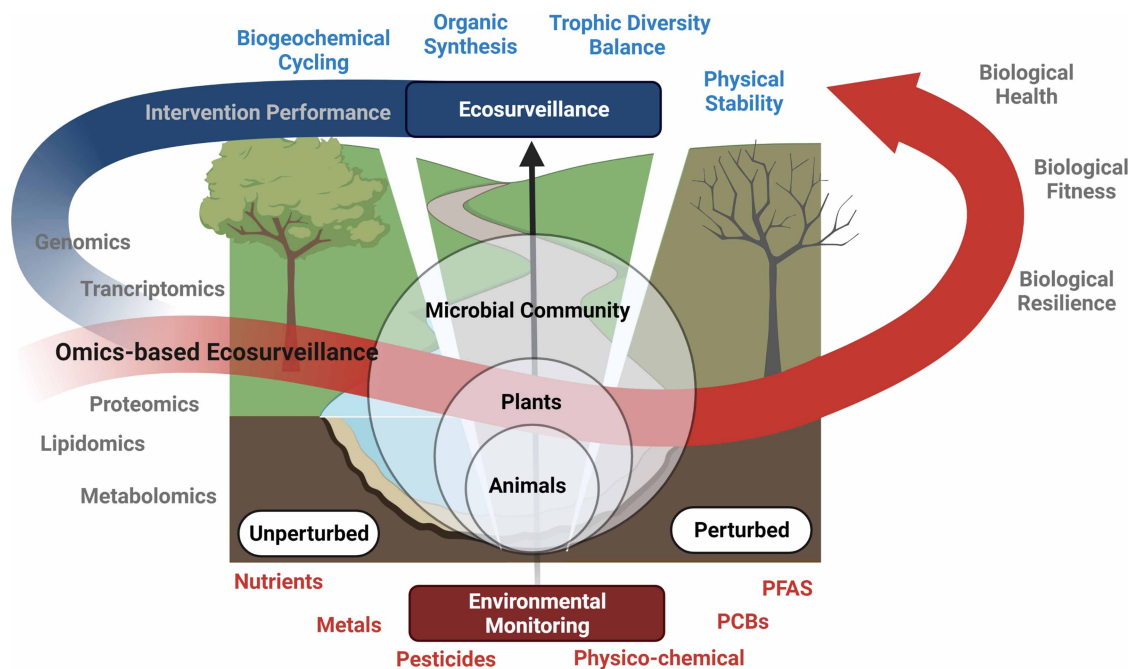 Organic
Synthesis
Trophic Diversity
Balance
Biogeochemical
Cycling
Physical
Stability
Biological
Health
Intervention Performance
Ecosurveillance
Biological
Fitness
Genomics
Trancriptomics
Biological
Resilience
Microbial Community
Omics-based Ecosurveillance
Proteomics
Plants
Lipidomics
Animals
Metabolomics
Unperturbed
Perturbed
Nutrients
PFAS
Environmental
Monitoring
Metals
PCBs
Pesticides
Physico-chemical